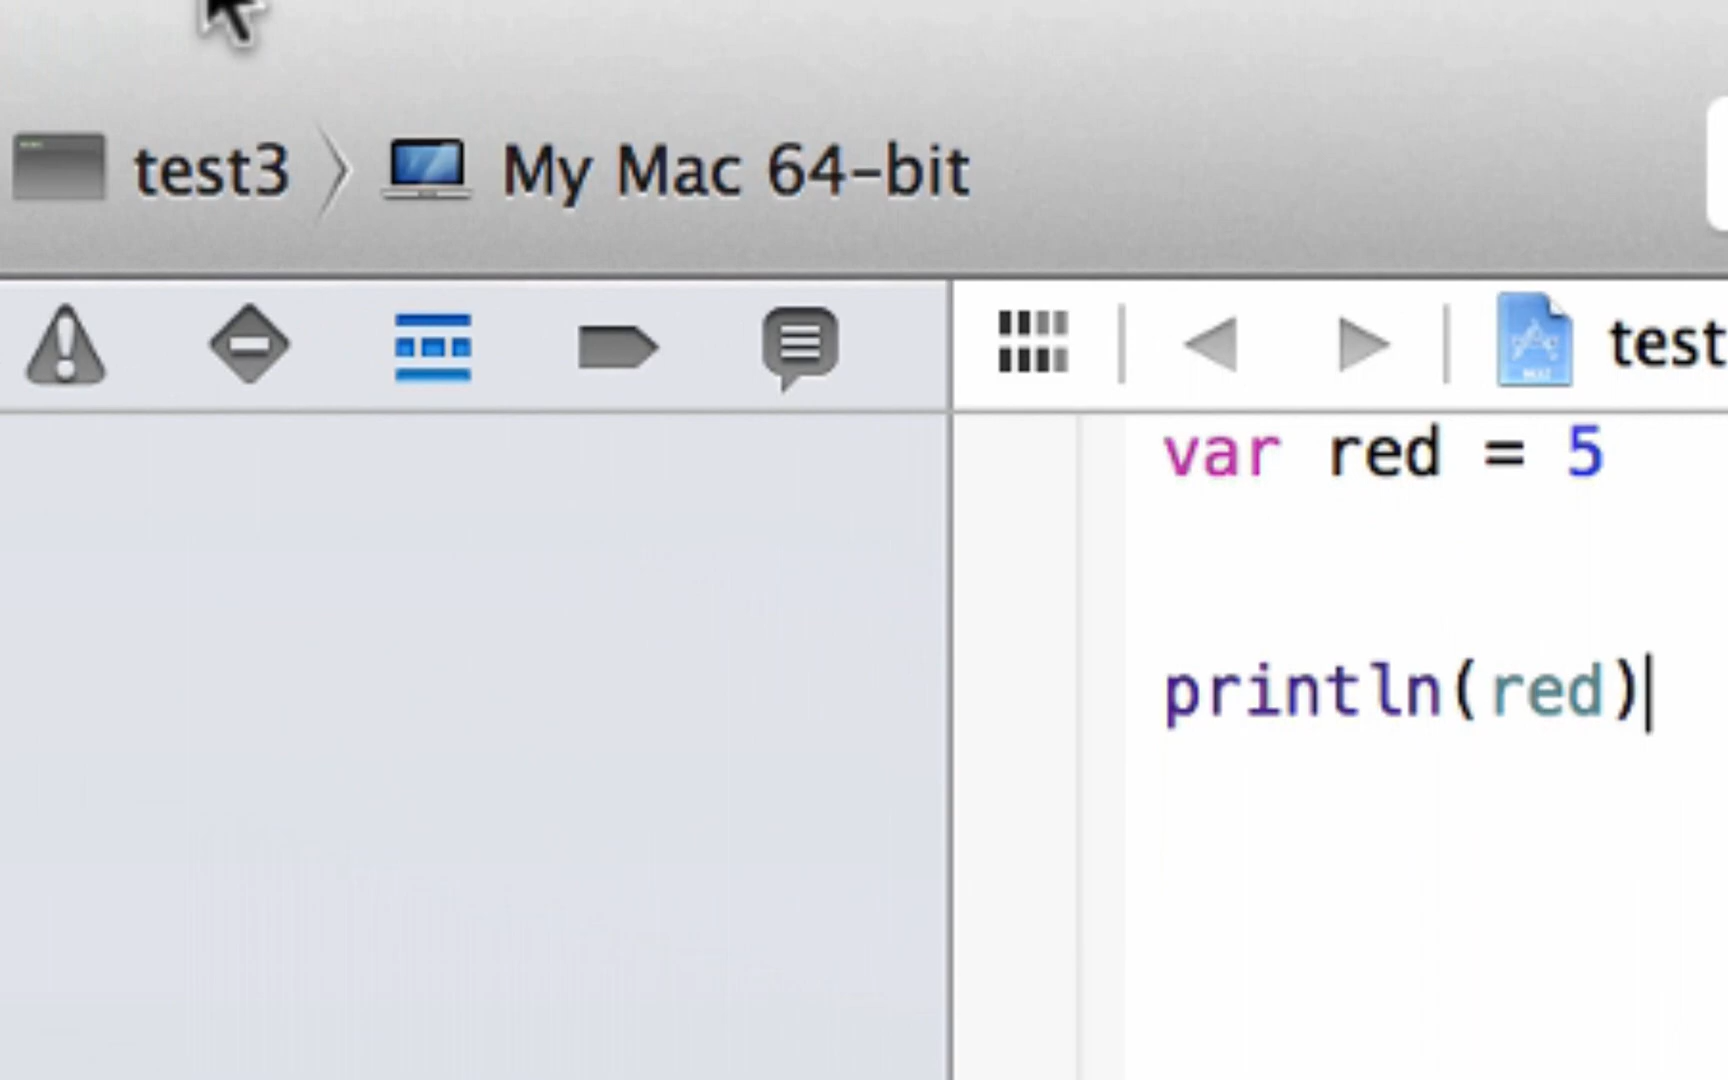 test3 My Mac 64-bit
test
var red = 5
println(red)